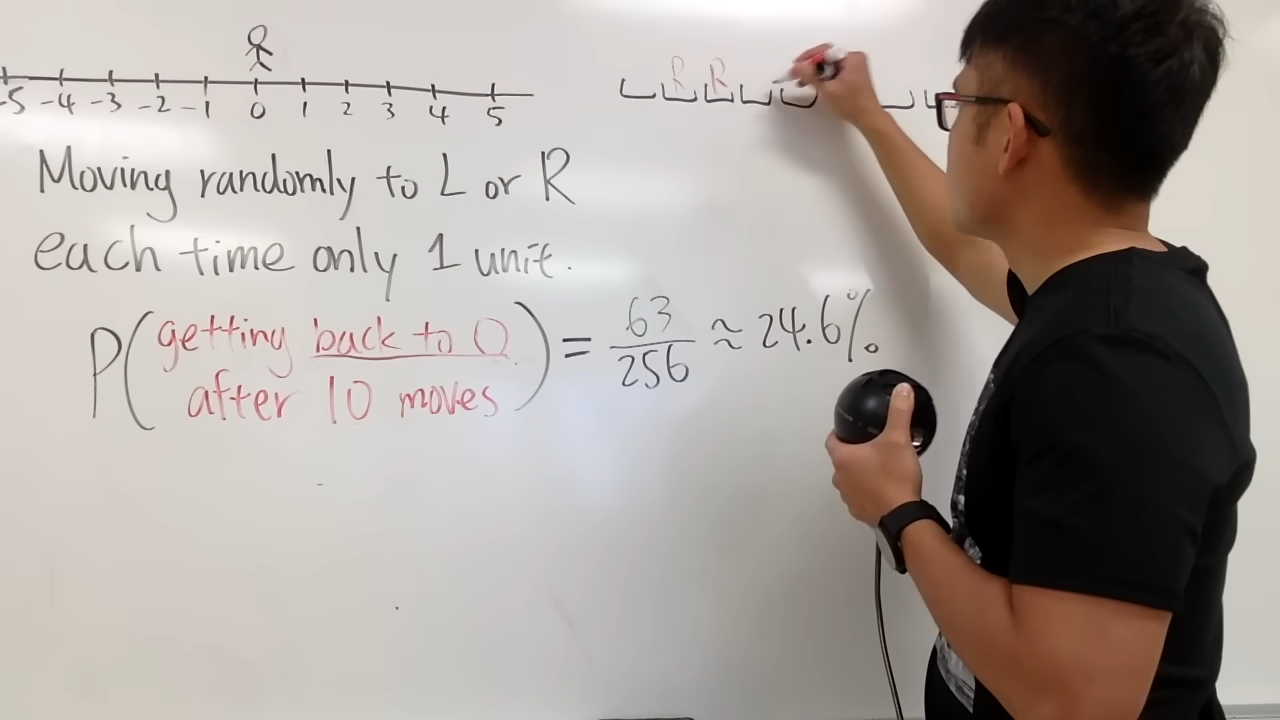 -5 -4 -3 -2 -1 0 1 2 3 4 5
R R
Moving randomly to L or R
each time only 1 unit.
P(getting back to 0 after 10 moves) = 63/256 ≈ 24.6%